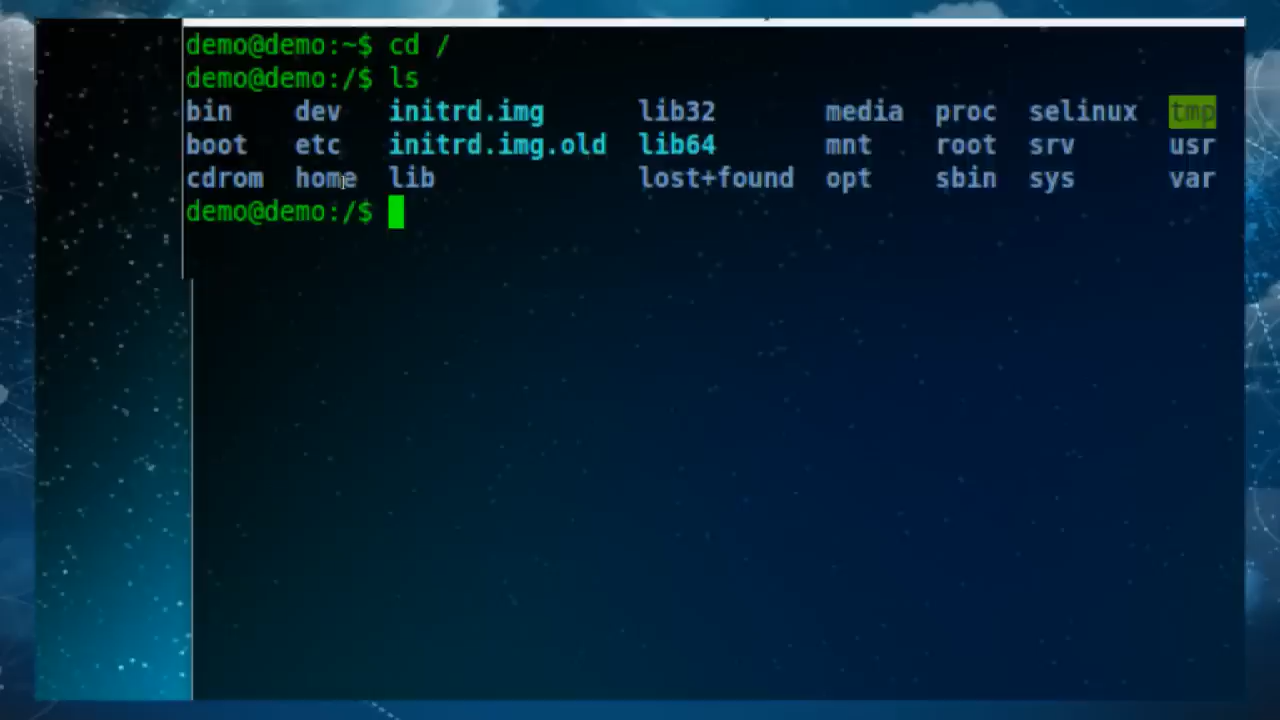 demo@demo:~$ cd /
demo@demo:/$ ls
bin dev initrd.img lib32 media proc selinux tmp
boot etc initrd.img.old lib64 mnt root srv usr
cdrom home lib lost+found opt sbin sys var
demo@demo:/$